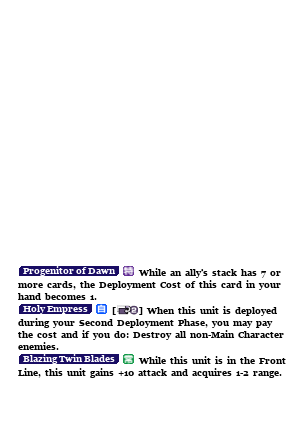 Progenitor of Dawn While an ally's stack has 7 or
more cards, the Deployment Cost of this card in your
hand becomes 1.
Holy Empress [ ] When this unit is deployed
during your Second Deployment Phase, you may pay
the cost and if you do: Destroy all non-Main Character
enemies.
Blazing Twin Blades While this unit is in the Front
Line, this unit gains +10 attack and acquires 1-2 range.